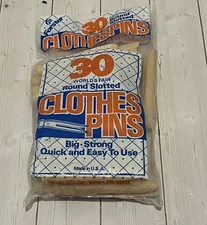 30
CLOTHESPINS
30
WORLDS FAIR
Round Slotted
CLOTHES
PINS
Big-Strong
Quick and Easy To Use
Made in U.S.A.